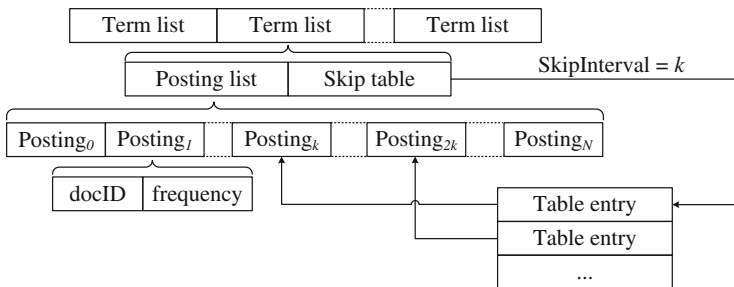 Term list Term list Term list
Posting list Skip table SkipInterval = k
Posting0 Posting1 Postingk Posting2k PostingN
docID frequency
Table entry
Table entry
...